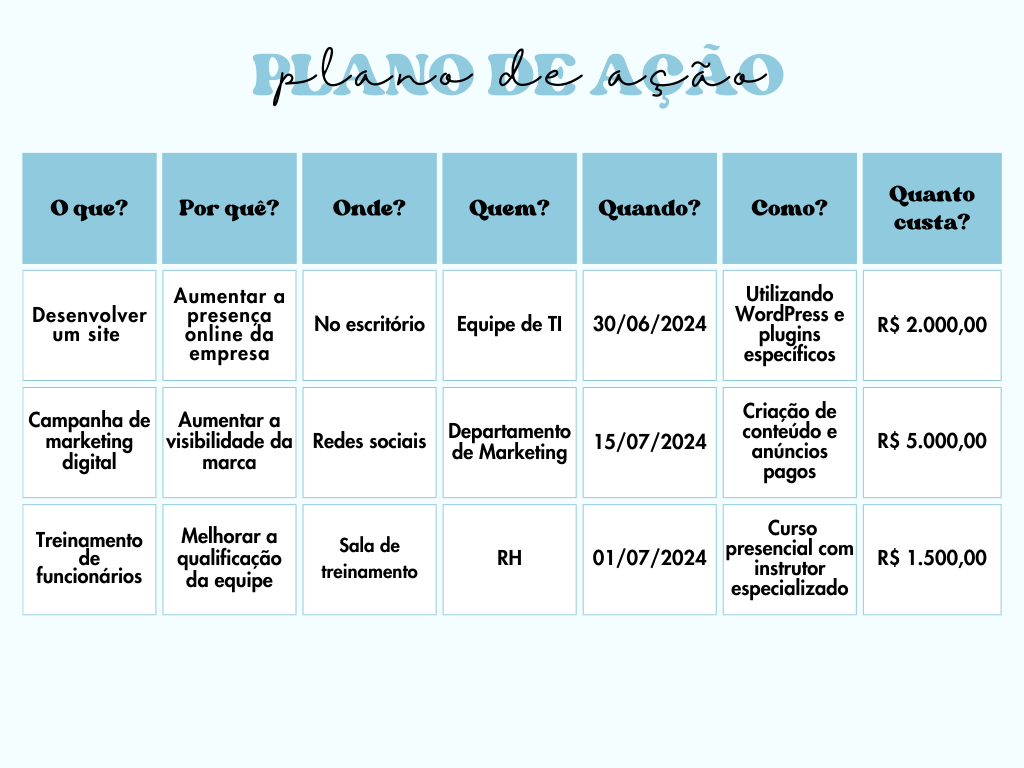 PLANO DE AÇÃO
plano de ação
O que?
Por quê?
Onde?
Quem?
Quando?
Como?
Quanto
custa?
Desenvolver
um site
Aumentar a
presença
online da
empresa
No escritório
Equipe de TI
30/06/2024
Utilizando
WordPress e
plugins
específicos
R$ 2.000,00
Campanha de
marketing
digital
Aumentar a
visibilidade da
marca
Redes sociais
Departamento
de Marketing
15/07/2024
Criação de
conteúdo e
anúncios
pagos
R$ 5.000,00
Treinamento
de
funcionários
Melhorar a
qualificação
da equipe
Sala de
treinamento
RH
01/07/2024
Curso
presencial com
instrutor
especializado
R$ 1.500,00